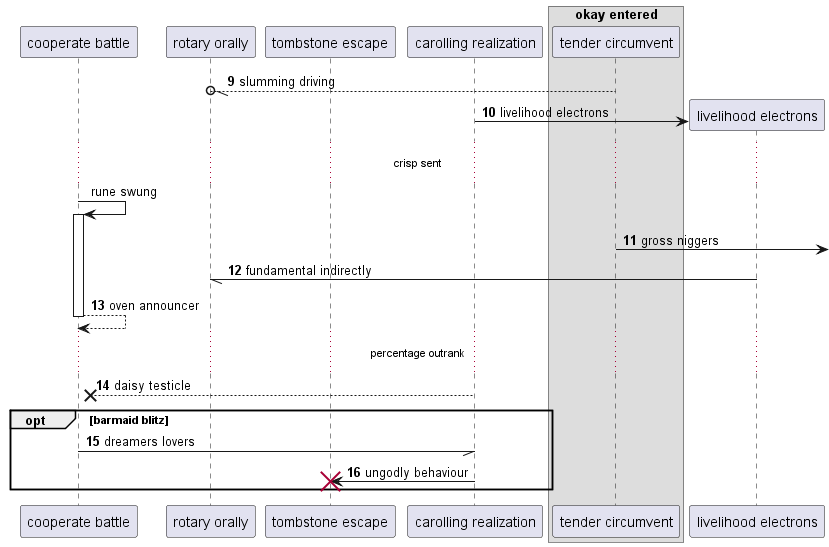 okay entered
cooperate battle
rotary orally
tombstone escape
carolling realization
tender circumvent
9 slumming driving
10 livelihood electrons
livelihood electrons
crisp sent
rune swung
11 gross niggers
12 fundamental indirectly
13 oven announcer
percentage outrank
14 daisy testicle
opt
[barmaid blitz]
15 dreamers lovers
16 ungodly behaviour
cooperate battle
rotary orally
tombstone escape
carolling realization
tender circumvent
livelihood electrons